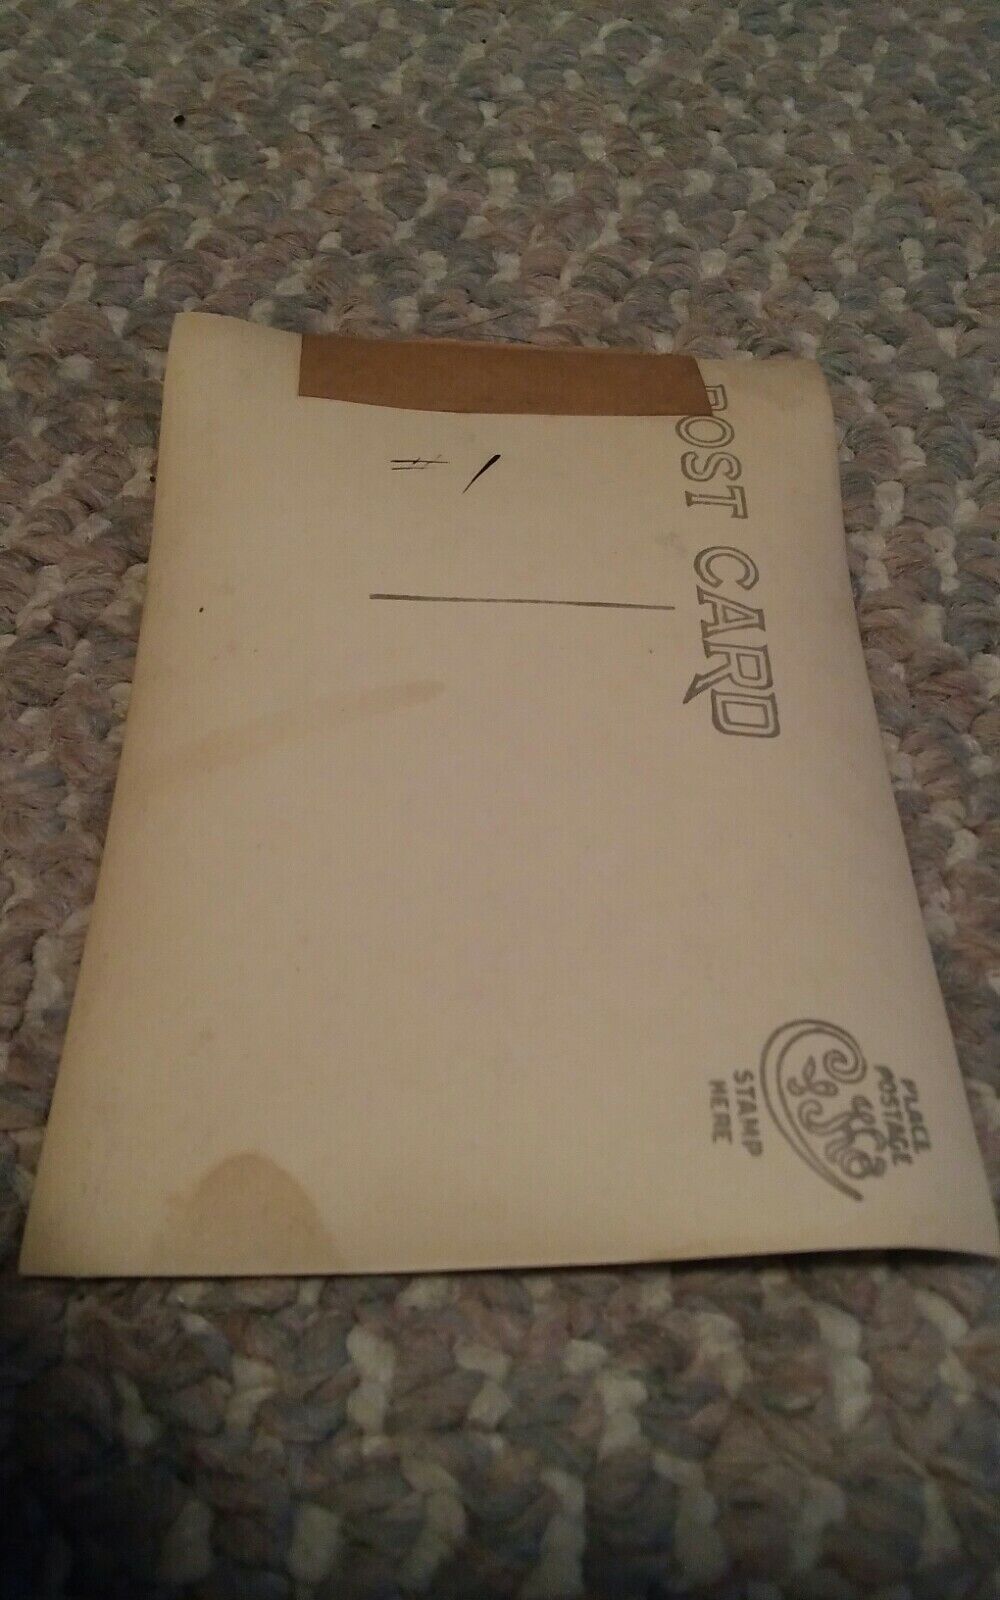 POST CARD
# 1
PLACE
POSTAGE
STAMP
HERE